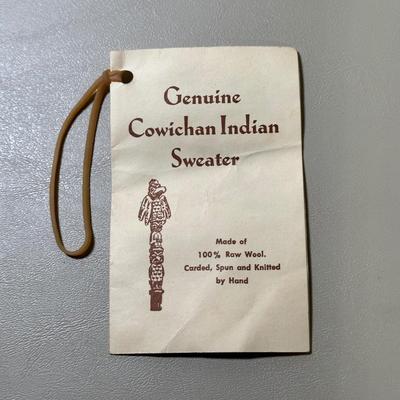 Genuine
Cowichan Indian
Sweater
Made of
100% Raw Wool.
Carded, Spun and Knitted
by Hand